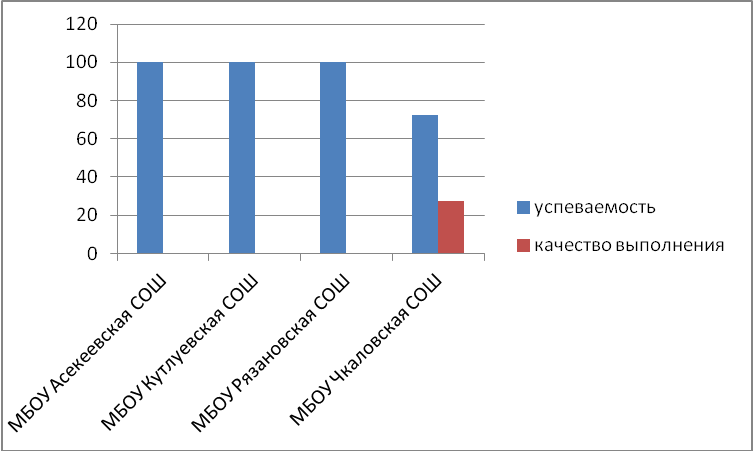 120
100
80
60
40
20
0
МБОУ Асекеевская СОШ
МБОУ Кутлуевская СОШ
МБОУ Рязановская СОШ
МБОУ Чкаловская СОШ
успеваемость
качество выполнения